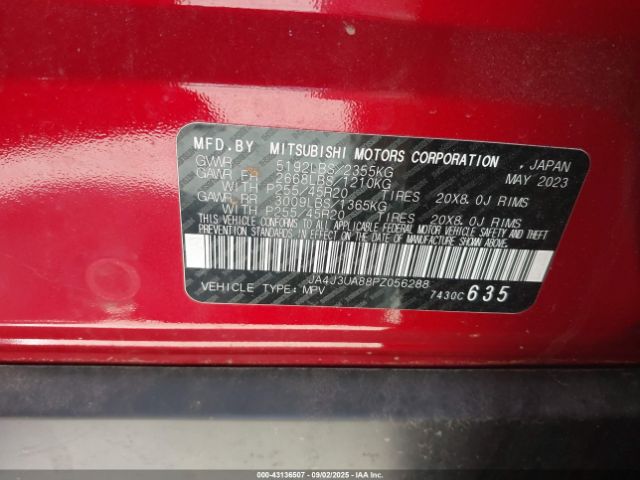 MFD.BY MITSUBISHI MOTORS CORPORATION , JAPAN
GVWR 5192LBS/2355KG MAY 2023
GAWR FR 2668LBS/1210KG
WITH P255/45R20 TIRES 20X8.0J RIMS
GAWR RR 3009LBS/1365KG
WITH P255/45R20 TIRES 20X8.0J RIMS
THIS VEHICLE CONFORMS TO ALL APPLICABLE FEDERAL MOTOR VEHICLE SAFETY AND THEFT
PREVENTION STANDARDS IN EFFECT ON THE DATE OF MANUFACTURE SHOWN ABOVE.
JA4J3UA88PZ056288
VEHICLE TYPE: MPV 7430C 635
000-43136507 - 09/02/2025 - IAAI.COM